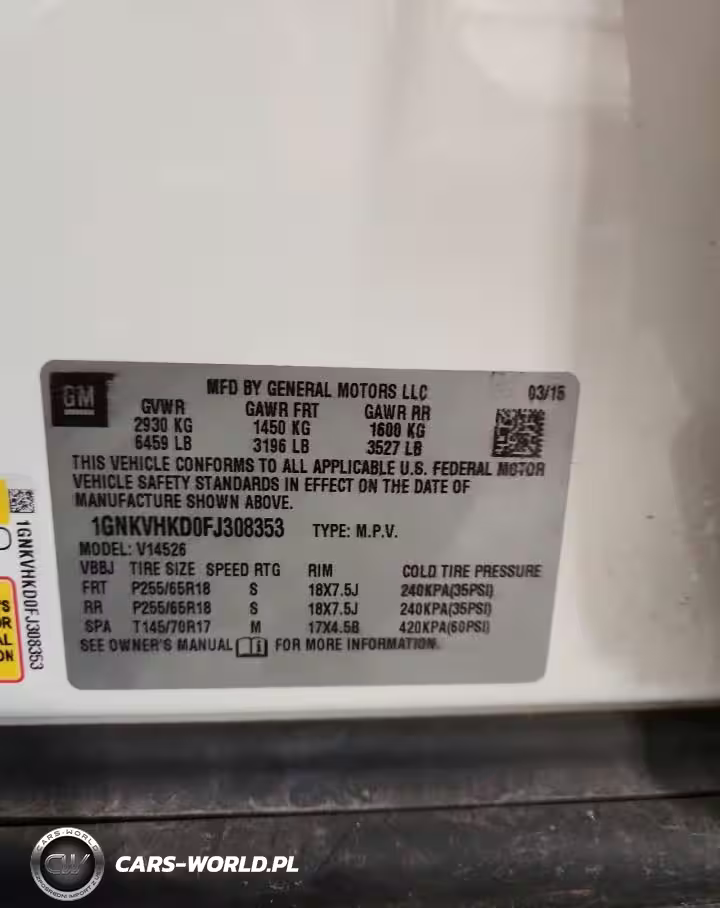 GM
MFD BY GENERAL MOTORS LLC
03/15
GVWR GAWR FRT GAWR RR
2930 KG 1450 KG 1600 KG
6459 LB 3196 LB 3527 LB
THIS VEHICLE CONFORMS TO ALL APPLICABLE U.S. FEDERAL MOTOR
VEHICLE SAFETY STANDARDS IN EFFECT ON THE DATE OF
MANUFACTURE SHOWN ABOVE.
1GNKVHKD0FJ308353 TYPE: M.P.V.
MODEL: V14526
VBBJ TIRE SIZE SPEED RTG RIM COLD TIRE PRESSURE
FRT P255/65R18 S 18X7.5J 240KPA(35PSI)
RR P255/65R18 S 18X7.5J 240KPA(35PSI)
SPA T145/70R17 M 17X4.5B 420KPA(60PSI)
SEE OWNER'S MANUAL FOR MORE INFORMATION.
1GNKVHKD0FJ308353
CARS-WORLD
CW
CARS-WORLD.PL